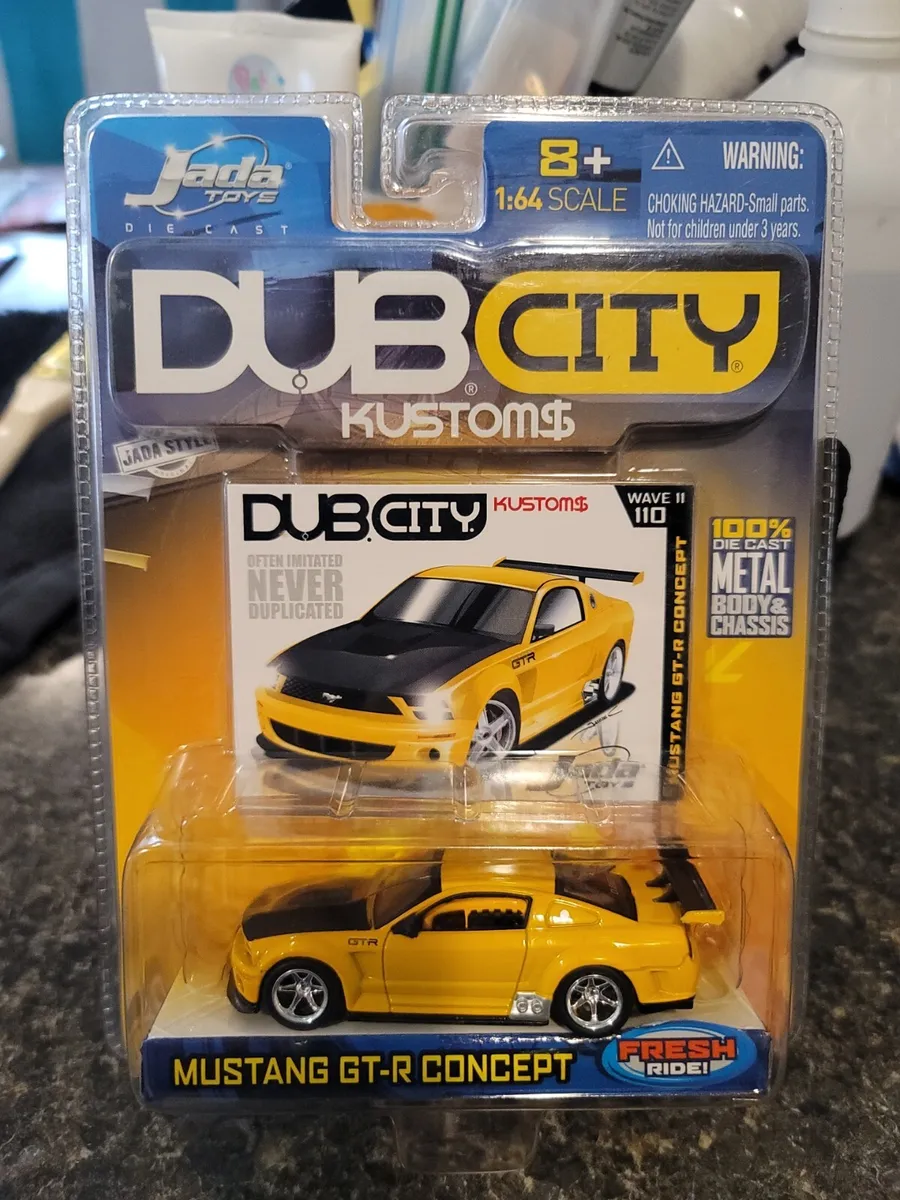 Jada
TOYS
DIE CAST
8+
1:64 SCALE
WARNING:
CHOKING HAZARD-Small parts.
Not for children under 3 years.
DUB CITY
KUSTOM$
JADA STYLE
DUB CITY
KUSTOM$
WAVE 11
110
OFTEN IMITATED
NEVER
DUPLICATED
GT-R
MUSTANG GT-R CONCEPT
Jada
TOYS
100%
DIE CAST
METAL
BODY&
CHASSIS
GT-R
MUSTANG GT-R CONCEPT
FRESH
RIDE!